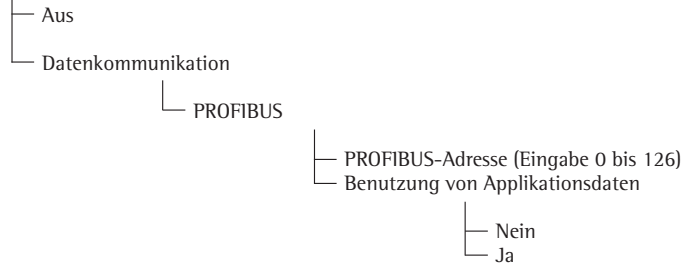 Aus
Datenkommunikation
PROFIBUS
PROFIBUS-Adresse (Eingabe 0 bis 126)
Benutzung von Applikationsdaten
Nein
Ja